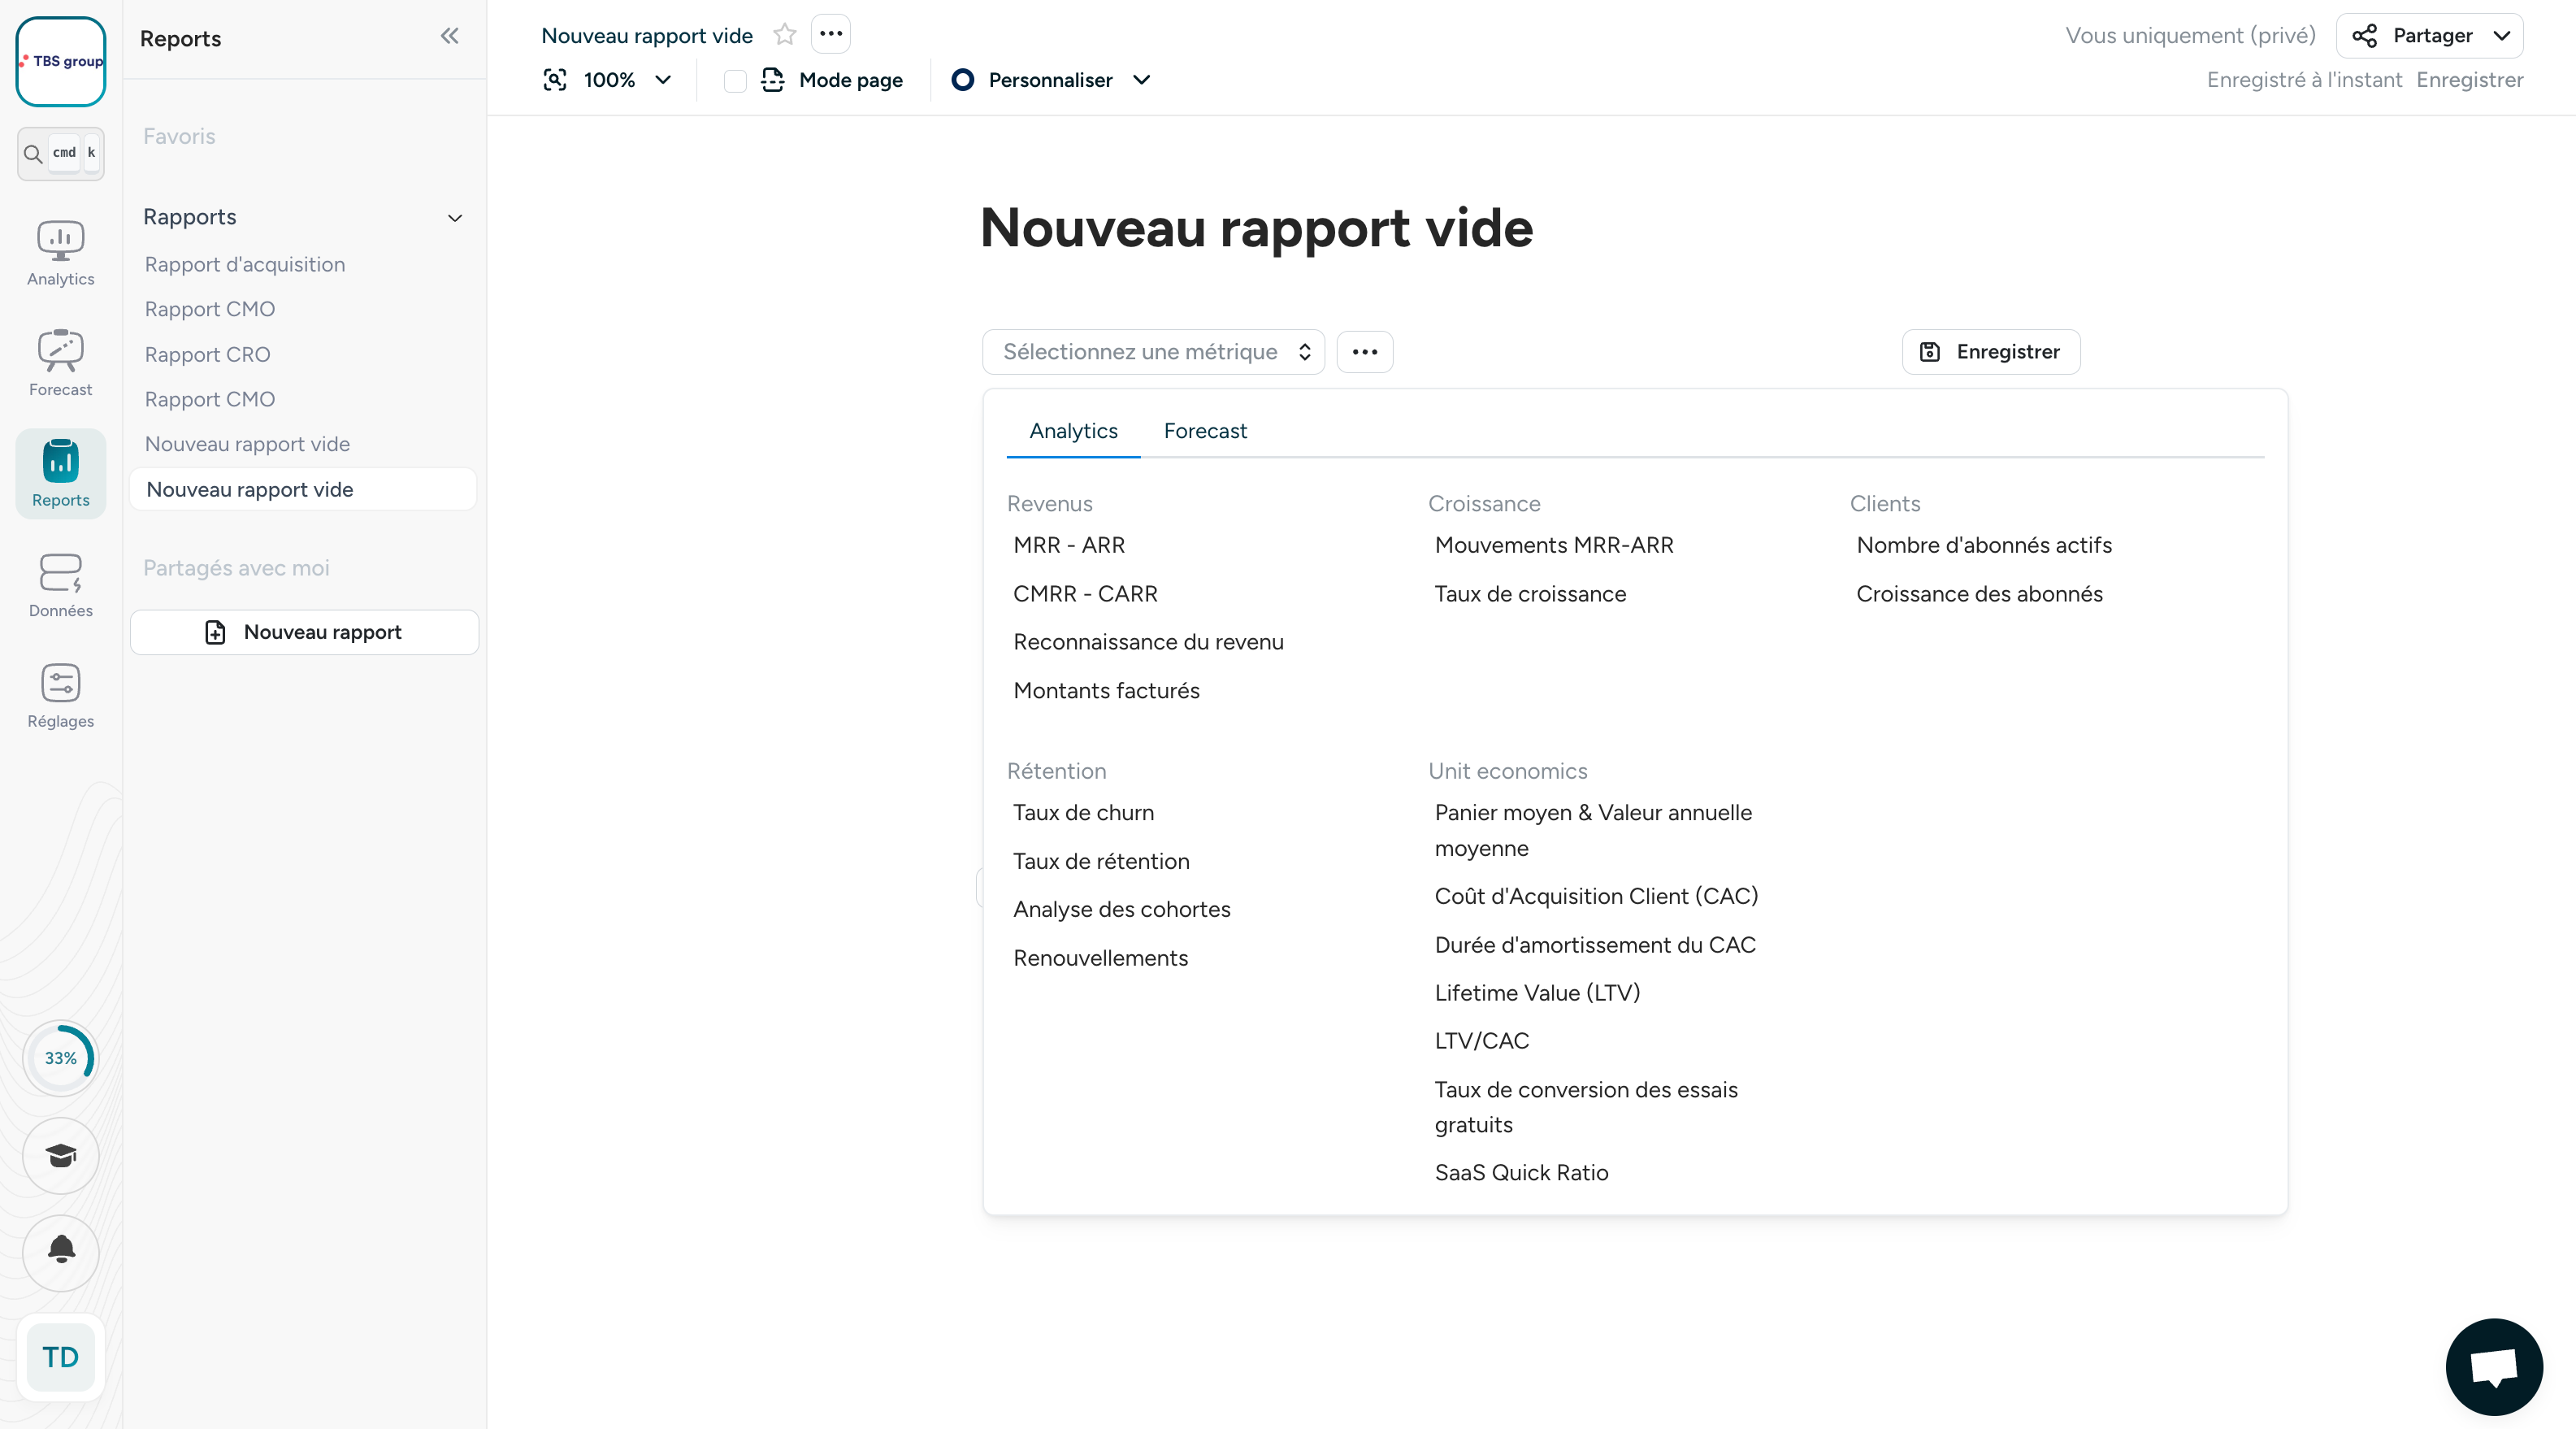 TBS group
cmd k
Analytics
Forecast
Reports
Données
Réglages
33%
TD
Reports
Favoris
Rapports
Rapport d'acquisition
Rapport CMO
Rapport CRO
Rapport CMO
Nouveau rapport vide
Nouveau rapport vide
Partagés avec moi
Nouveau rapport
Nouveau rapport vide
Vous uniquement (privé)
Partager
100%
Mode page
Personnaliser
Enregistré à l'instant
Enregistrer
Nouveau rapport vide
Sélectionnez une métrique
Enregistrer
Analytics
Forecast
Revenus
MRR - ARR
CMRR - CARR
Reconnaissance du revenu
Montants facturés
Croissance
Mouvements MRR-ARR
Taux de croissance
Clients
Nombre d'abonnés actifs
Croissance des abonnés
Rétention
Taux de churn
Taux de rétention
Analyse des cohortes
Renouvellements
Unit economics
Panier moyen & Valeur annuelle
moyenne
Coût d'Acquisition Client (CAC)
Durée d'amortissement du CAC
Lifetime Value (LTV)
LTV/CAC
Taux de conversion des essais
gratuits
SaaS Quick Ratio